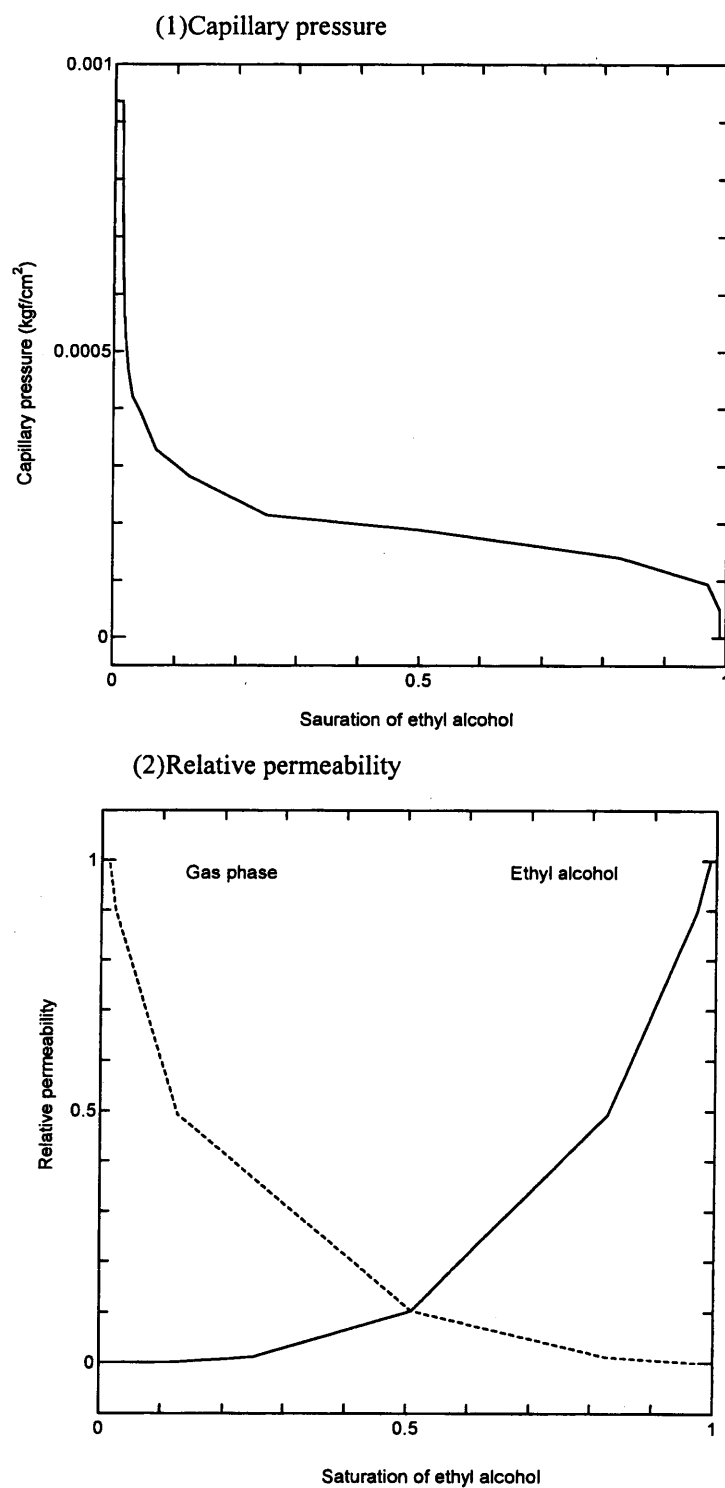 (1)Capillary pressure
0.001
0.0005
0
Capillary pressure (kgf/cm²)
0
0.5
1
Sauration of ethyl alcohol
(2)Relative permeability
1
0.5
0
Relative permeability
Gas phase
Ethyl alcohol
0
0.5
1
Saturation of ethyl alcohol